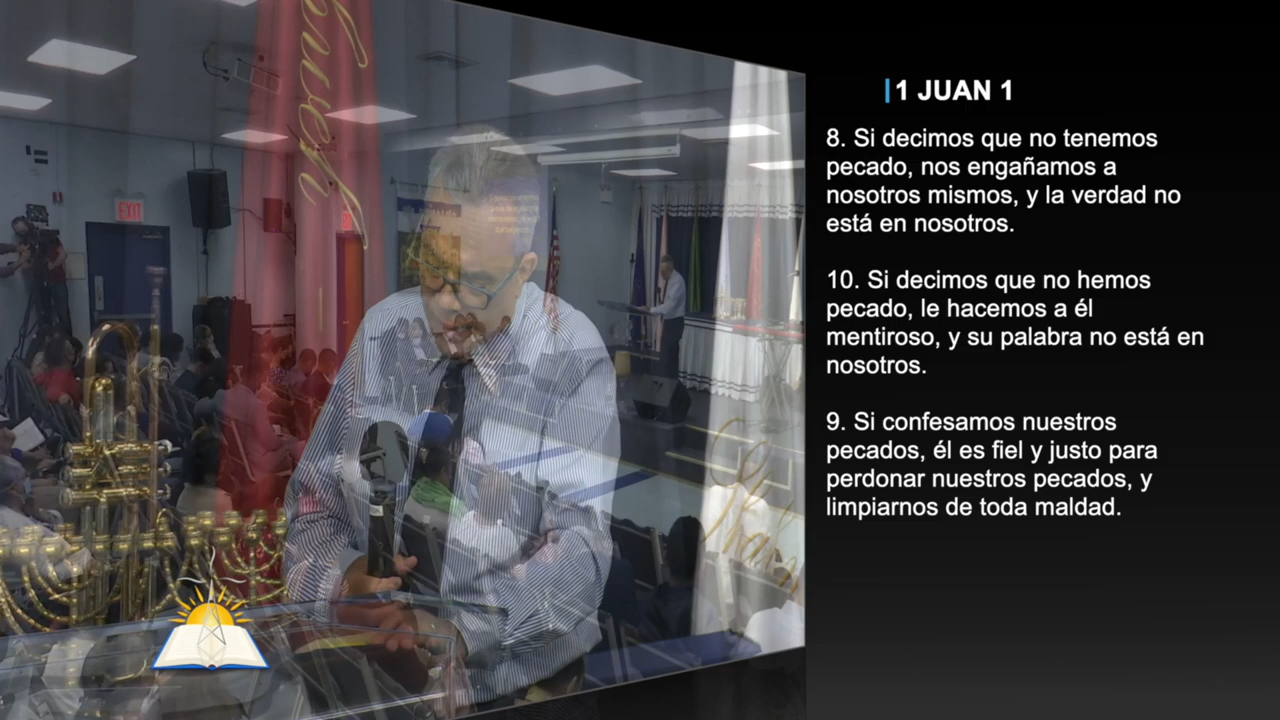 EXIT
1 JUAN 1
8. Si decimos que no tenemos
pecado, nos engañamos a
nosotros mismos, y la verdad no
está en nosotros.
10. Si decimos que no hemos
pecado, le hacemos a él
mentiroso, y su palabra no está en
nosotros.
9. Si confesamos nuestros
pecados, él es fiel y justo para
perdonar nuestros pecados, y
limpiarnos de toda maldad.